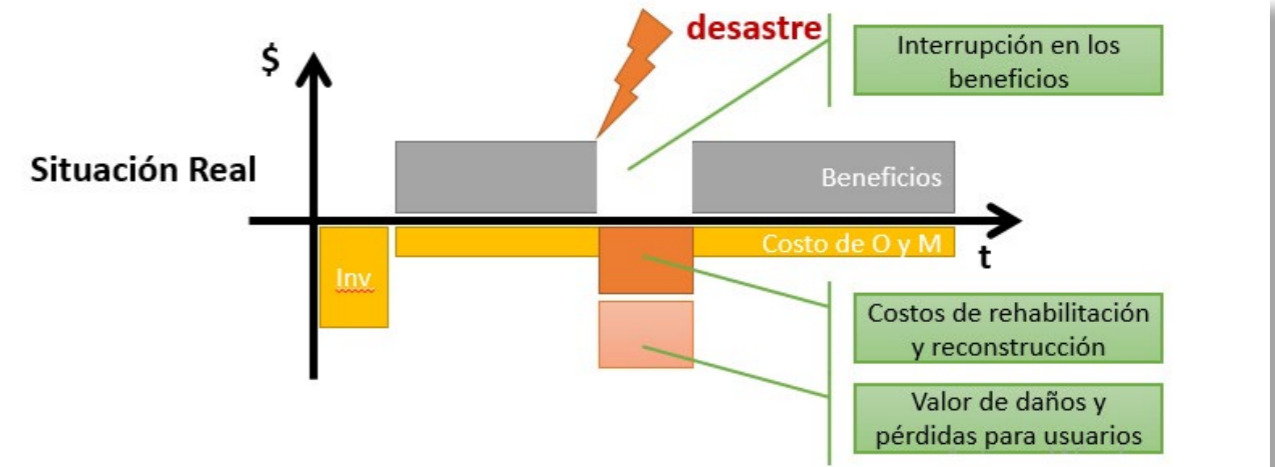 $
desastre
Interrupción en los
beneficios
Situación Real
Beneficios
Costo de O y M
t
Inv
Costos de rehabilitación
y reconstrucción
Valor de daños y
pérdidas para usuarios